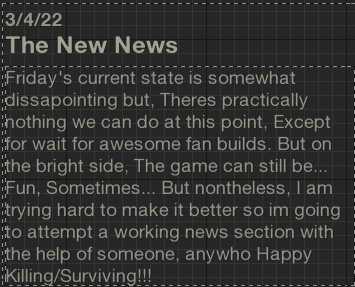 3/4/22
The New News
Friday's current state is somewhat
dissapointing but, Theres practically
nothing we can do at this point, Except
for wait for awesome fan builds. But on
the bright side, The game can still be...
Fun, Sometimes... But nontheless, I am
trying hard to make it better so im going
to attempt a working news section with
the help of someone, anywho Happy
Killing/Surviving!!!